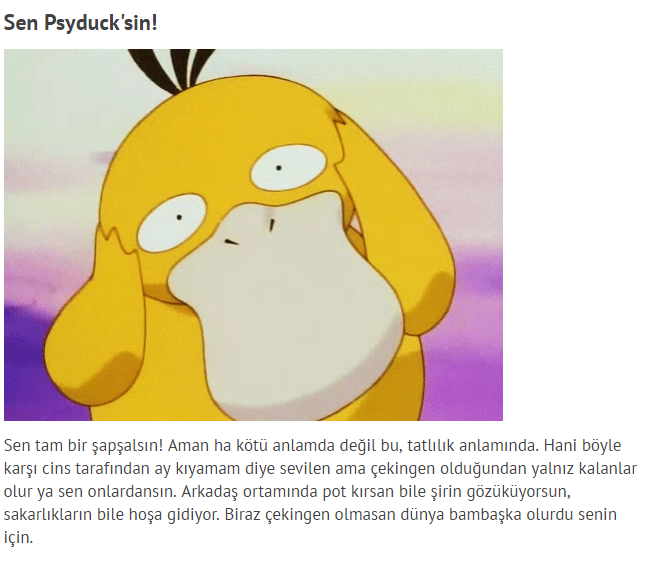 Sen Psyduck'sin!
Sen tam bir şapşalsın! Aman ha kötü anlamda değil bu, tatlılık anlamında. Hani böyle
karşı cins tarafından ay kıyamam diye sevilen ama çekingen olduğundan yalnız kalanlar
olur ya sen onlardansın. Arkadaş ortamında pot kırsan bile şirin gözüküyorsun,
sakarlıkların bile hoşa gidiyor. Biraz çekingen olmasan dünya bambaşka olurdu senin
için.